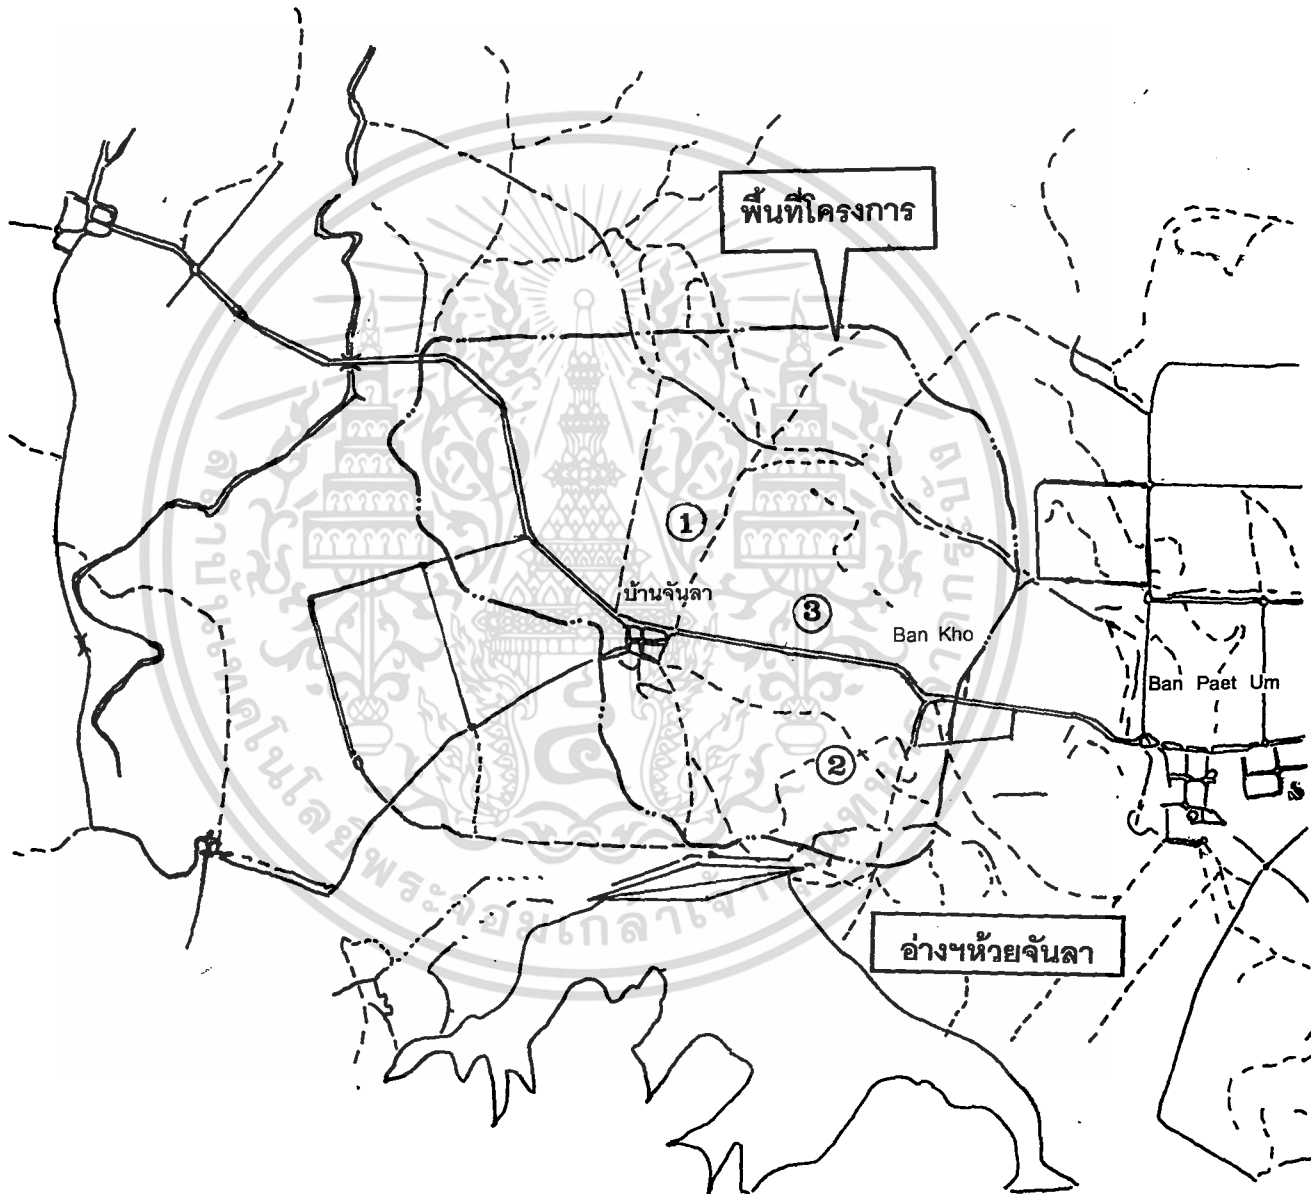 พื้นที่โครงการ
①
บ้านจันลา
③
Ban Kho
Ban Paet Um
②
อ่างฯห้วยจันลา